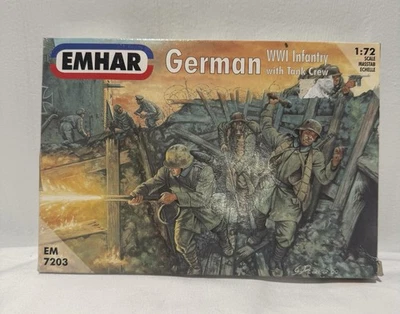 EMHAR
German
WWI Infantry
with Tank Crew
1:72
SCALE
MASSTAB
ECHELLE
EM
7203